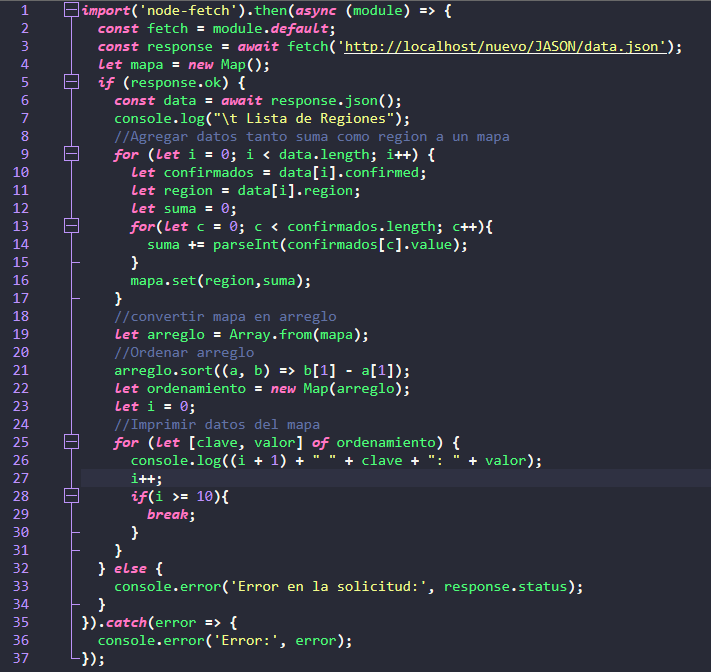 1 import('node-fetch').then(async (module) => {
2 const fetch = module.default;
3 const response = await fetch('http://localhost/nuevo/JASON/data.json');
4 let mapa = new Map();
5 if (response.ok) {
6 const data = await response.json();
7 console.log("\t Lista de Regiones");
8 //Agregar datos tanto suma como region a un mapa
9 for (let i = 0; i < data.length; i++) {
10 let confirmados = data[i].confirmed;
11 let region = data[i].region;
12 let suma = 0;
13 for(let c = 0; c < confirmados.length; c++){
14 suma += parseInt(confirmados[c].value);
15 }
16 mapa.set(region,suma);
17 }
18 //convertir mapa en arreglo
19 let arreglo = Array.from(mapa);
20 //Ordenar arreglo
21 arreglo.sort((a, b) => b[1] - a[1]);
22 let ordenamiento = new Map(arreglo);
23 let i = 0;
24 //Imprimir datos del mapa
25 for (let [clave, valor] of ordenamiento) {
26 console.log((i + 1) + " " + clave + ": " + valor);
27 i++;
28 if(i >= 10){
29 break;
30 }
31 }
32 } else {
33 console.error('Error en la solicitud:', response.status);
34 }
35 }).catch(error => {
36 console.error('Error:', error);
37 });